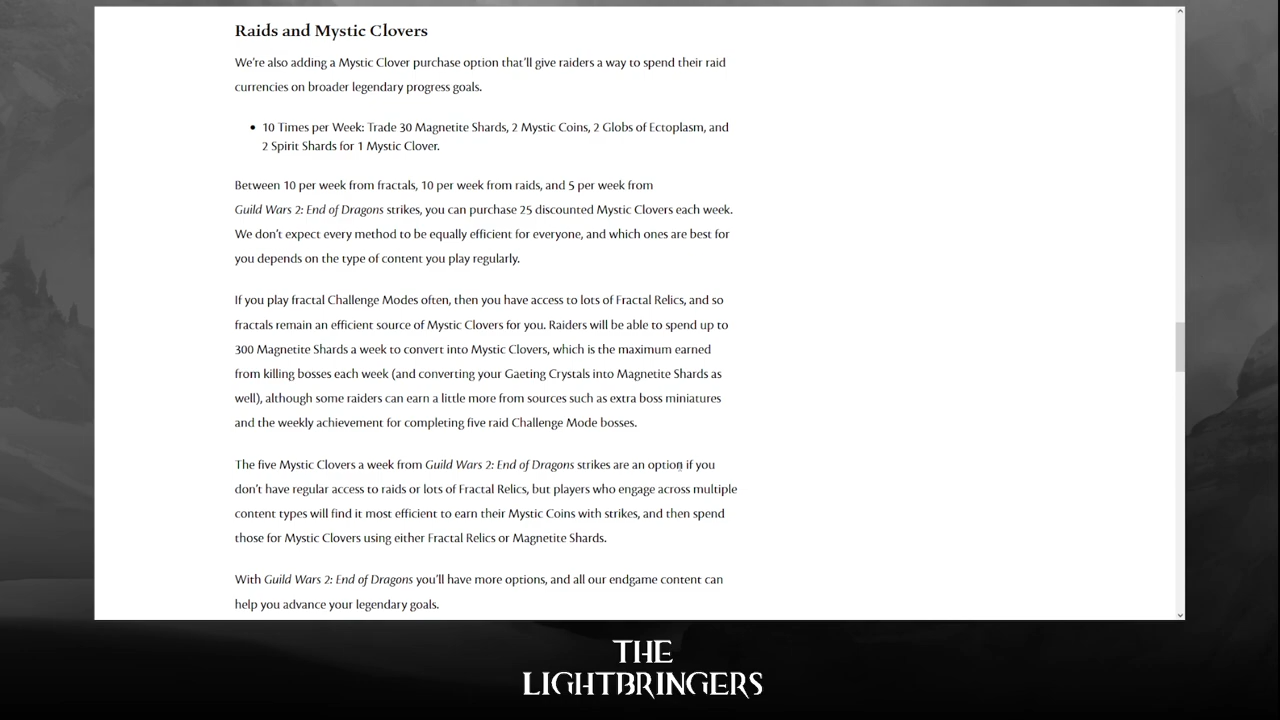 Raids and Mystic Clovers
We're also adding a Mystic Clover purchase option that'll give raiders a way to spend their raid
currencies on broader legendary progress goals.
• 10 Times per Week: Trade 30 Magnetite Shards, 2 Mystic Coins, 2 Globs of Ectoplasm, and
2 Spirit Shards for 1 Mystic Clover.
Between 10 per week from fractals, 10 per week from raids, and 5 per week from
Guild Wars 2: End of Dragons strikes, you can purchase 25 discounted Mystic Clovers each week.
We don't expect every method to be equally efficient for everyone, and which ones are best for
you depends on the type of content you play regularly.
If you play fractal Challenge Modes often, then you have access to lots of Fractal Relics, and so
fractals remain an efficient source of Mystic Clovers for you. Raiders will be able to spend up to
300 Magnetite Shards a week to convert into Mystic Clovers, which is the maximum earned
from killing bosses each week (and converting your Gaeting Crystals into Magnetite Shards as
well), although some raiders can earn a little more from sources such as extra boss miniatures
and the weekly achievement for completing five raid Challenge Mode bosses.
The five Mystic Clovers a week from Guild Wars 2: End of Dragons strikes are an option if you
don't have regular access to raids or lots of Fractal Relics, but players who engage across multiple
content types will find it most efficient to earn their Mystic Coins with strikes, and then spend
those for Mystic Clovers using either Fractal Relics or Magnetite Shards.
With Guild Wars 2: End of Dragons you'll have more options, and all our endgame content can
help you advance your legendary goals.
THE
LIGHTBRINGERS